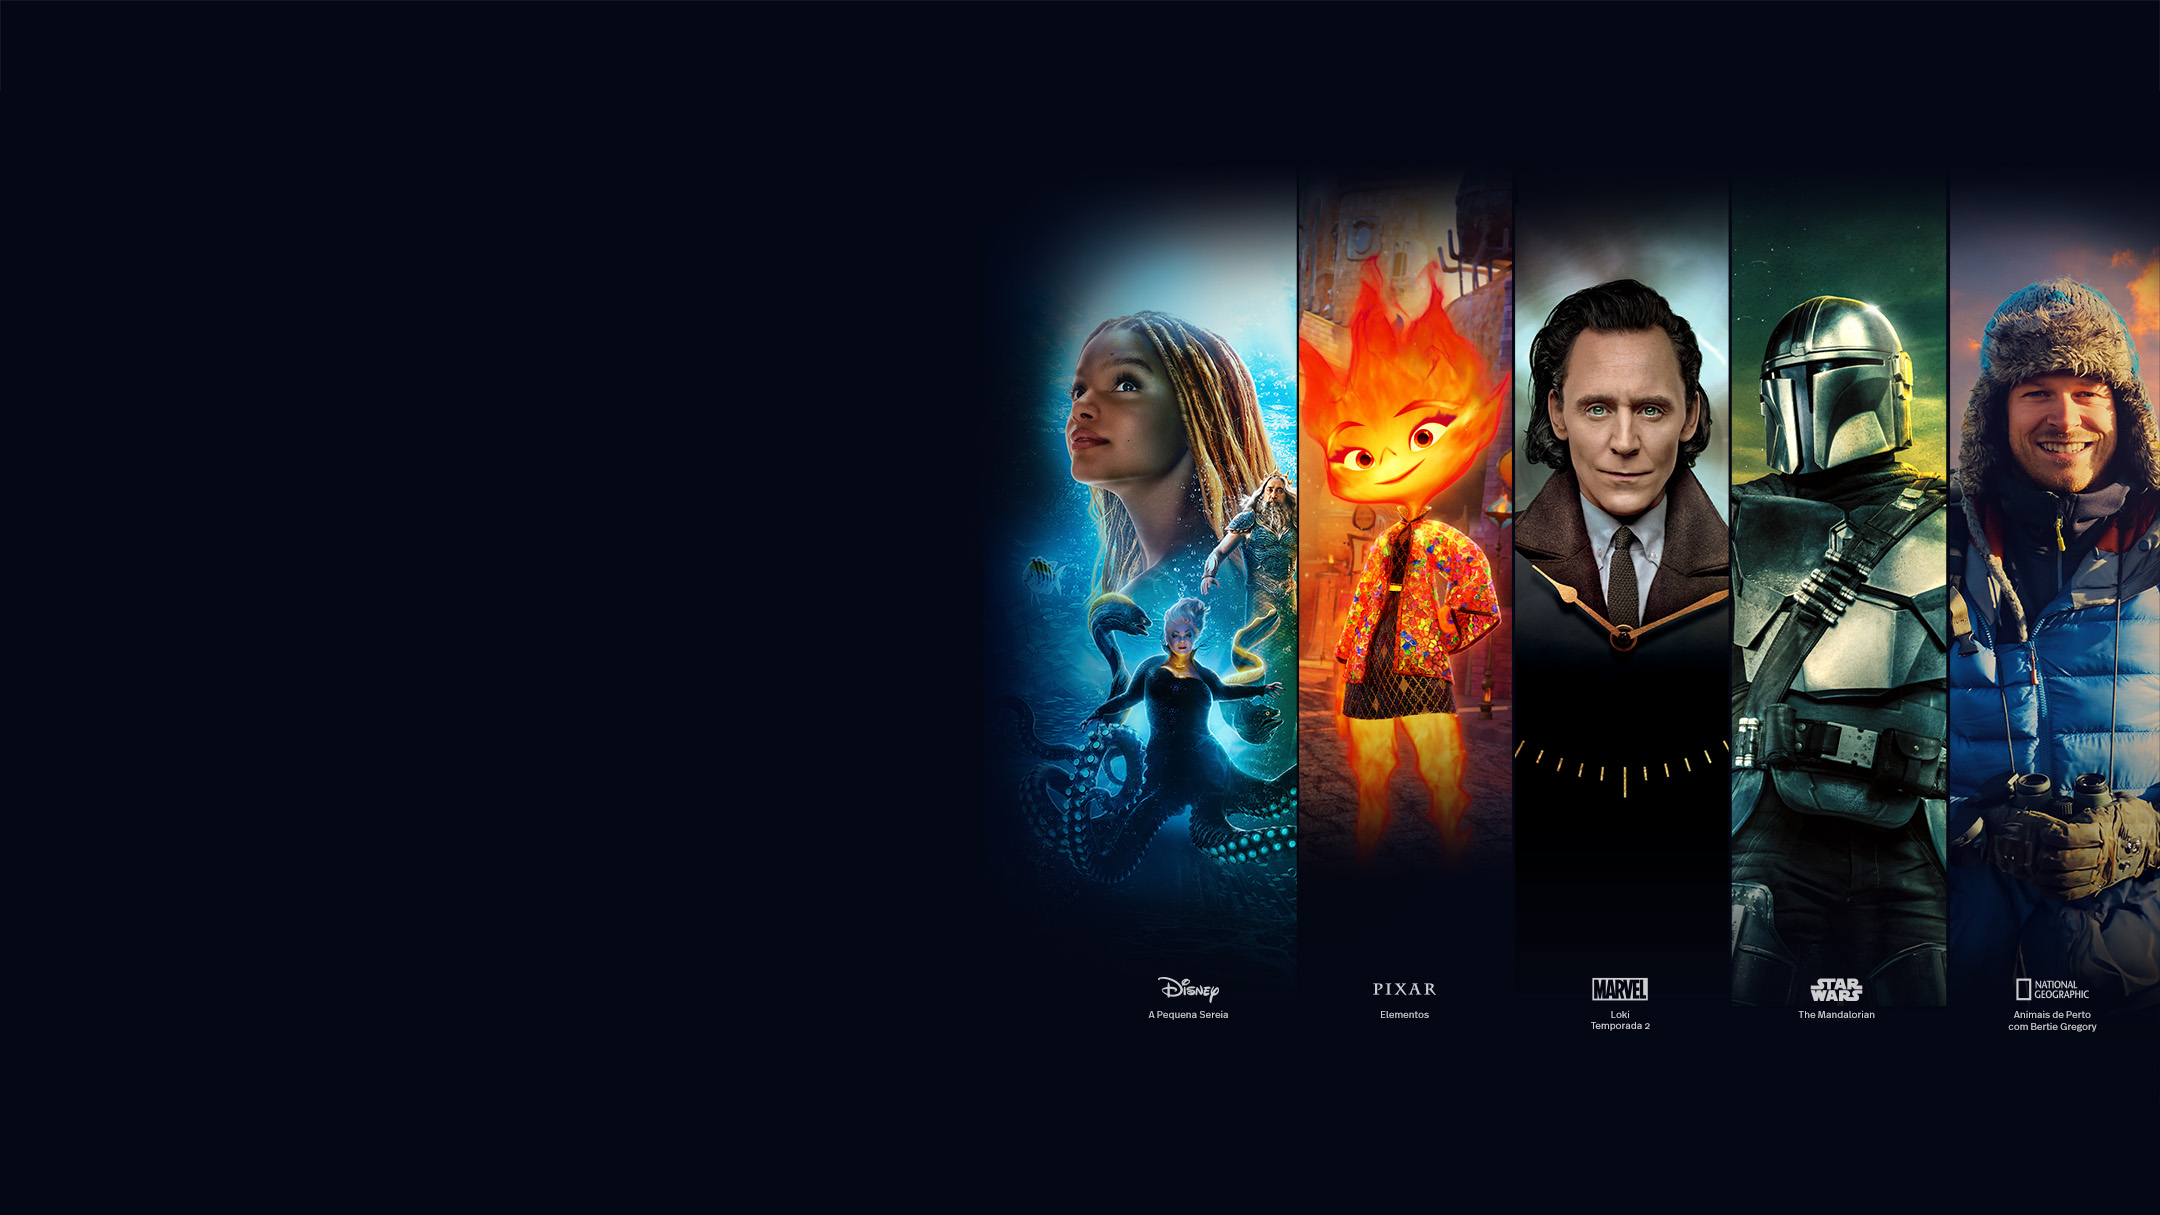 Disney
A Pequena Sereia
PIXAR
Elementos
MARVEL
Loki
Temporada 2
STAR
WARS
The Mandalorian
NATIONAL
GEOGRAPHIC
Animais de Perto
com Bertie Gregory